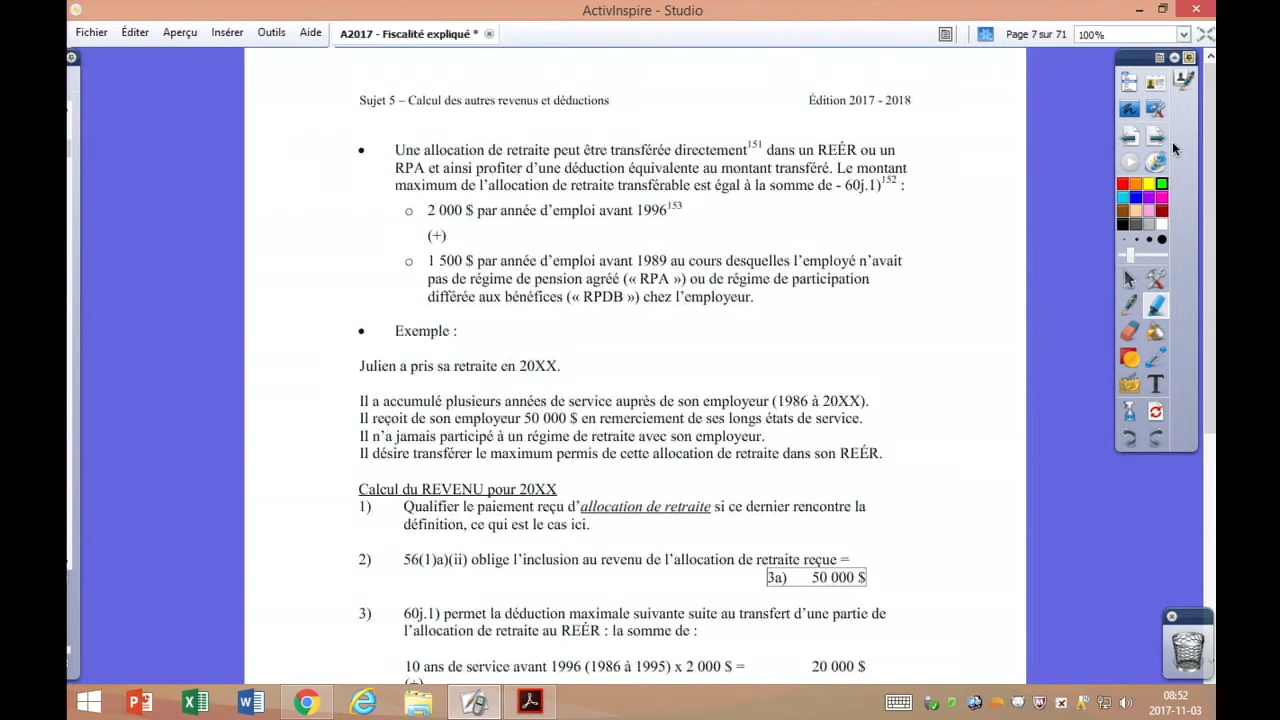 ActivInspire - Studio
Fichier Éditer Aperçu Insérer Outils Aide A2017 - Fiscalité expliqué * Page 7 sur 71 100%
Sujet 5 – Calcul des autres revenus et déductions Édition 2017 - 2018
• Une allocation de retraite peut être transférée directement151 dans un REÉR ou un
RPA et ainsi profiter d’une déduction équivalente au montant transféré. Le montant
maximum de l’allocation de retraite transférable est égal à la somme de - 60j.1)152 :
o 2 000 $ par année d’emploi avant 1996153
(+)
o 1 500 $ par année d’emploi avant 1989 au cours desquelles l’employé n’avait
pas de régime de pension agréé (« RPA ») ou de régime de participation
différée aux bénéfices (« RPDB ») chez l’employeur.
• Exemple :
Julien a pris sa retraite en 20XX.
Il a accumulé plusieurs années de service auprès de son employeur (1986 à 20XX).
Il reçoit de son employeur 50 000 $ en remerciement de ses longs états de service.
Il n’a jamais participé à un régime de retraite avec son employeur.
Il désire transférer le maximum permis de cette allocation de retraite dans son REÉR.
Calcul du REVENU pour 20XX
1) Qualifier le paiement reçu d’allocation de retraite si ce dernier rencontre la
définition, ce qui est le cas ici.
2) 56(1)a)(ii) oblige l’inclusion au revenu de l’allocation de retraite reçue =
3a) 50 000 $
3) 60j.1) permet la déduction maximale suivante suite au transfert d’une partie de
l’allocation de retraite au REÉR : la somme de :
10 ans de service avant 1996 (1986 à 1995) x 2 000 $ = 20 000 $
(+)
08:52
2017-11-03